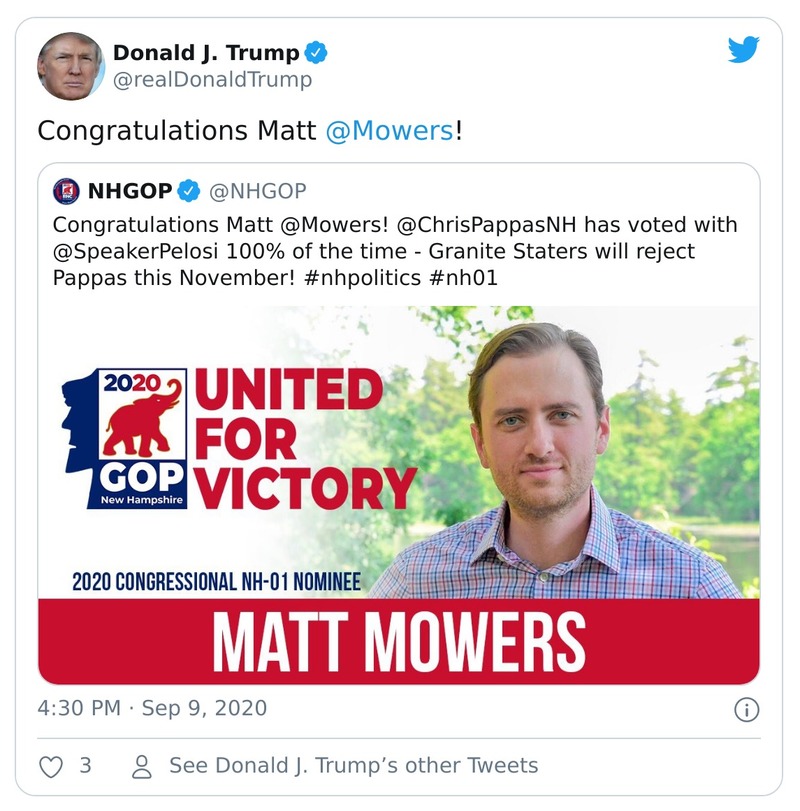 Donald J. Trump
@realDonaldTrump
Congratulations Matt @Mowers!
NHGOP @NHGOP
Congratulations Matt @Mowers! @ChrisPappasNH has voted with
@SpeakerPelosi 100% of the time - Granite Staters will reject
Pappas this November! #nhpolitics #nh01
2020
GOP
New Hampshire
UNITED
FOR
VICTORY
2020 CONGRESSIONAL NH-01 NOMINEE
MATT MOWERS
4:30 PM · Sep 9, 2020
3 See Donald J. Trump’s other Tweets